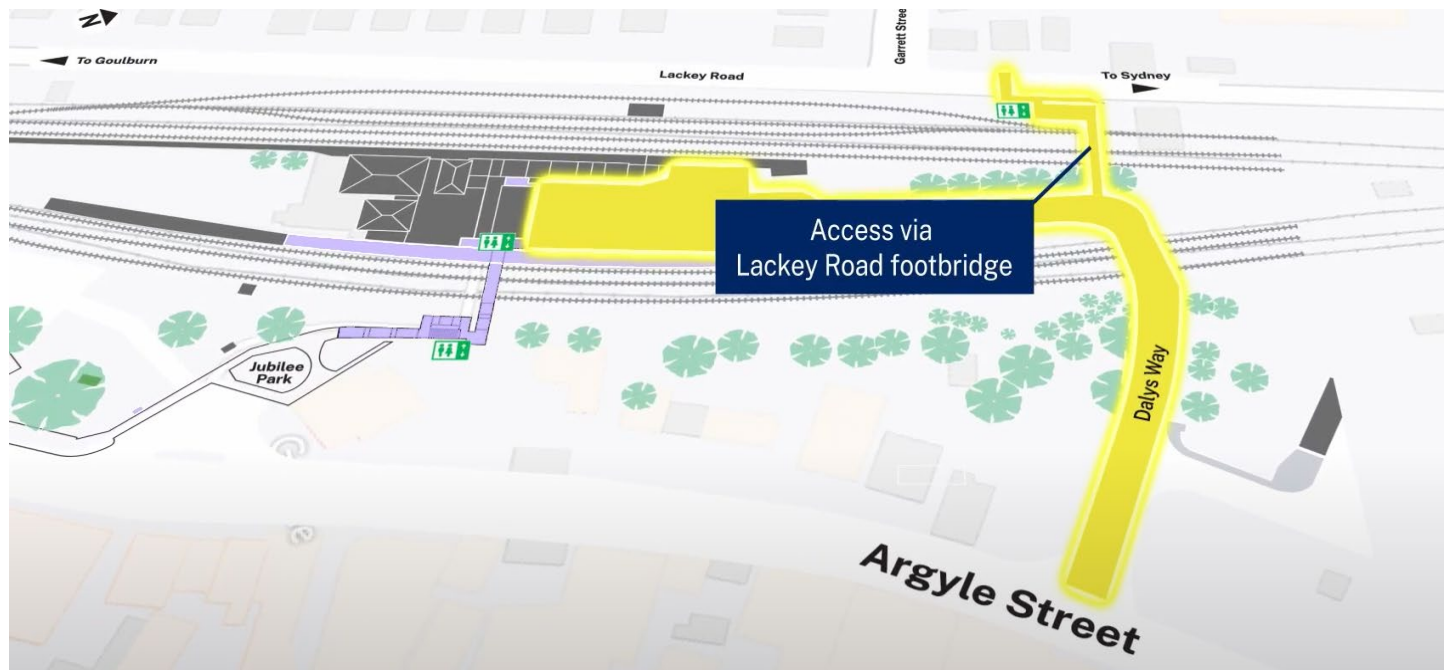 N
To Goulburn
Lackey Road
Garrett Stree
To Sydney
Access via
Lackey Road footbridge
Jubilee
Park
Dalys Way
Argyle Street